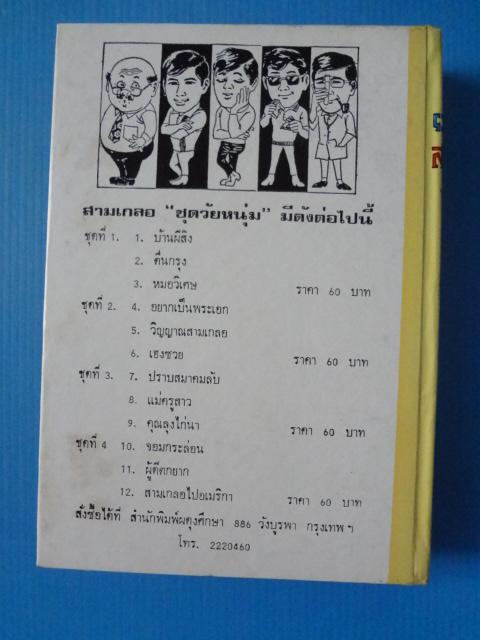 สามเกลอ "ชุดวัยหนุ่ม" มีดังต่อไปนี้
ชุดที่ 1. 1. บ้านผีสิง
2. ตื่นกรุง
3. หมอวิเศษ ราคา 60 บาท
ชุดที่ 2. 4. อยากเป็นพระเอก
5. วิญญาณสามเกลอ
6. เฮงซวย ราคา 60 บาท
ชุดที่ 3. 7. ปราบสมาคมลับ
8. แม่ครูสาว
9. คุณลุงไก่นา ราคา 60 บาท
ชุดที่ 4 10. จอมกระล่อน
11. ผู้ดีตกยาก
12. สามเกลอไปอเมริกา ราคา 60 บาท
สั่งซื้อได้ที่ สำนักพิมพ์ผดุงศึกษา 886 วังบูรพา กรุงเทพฯ
โทร. 2220460